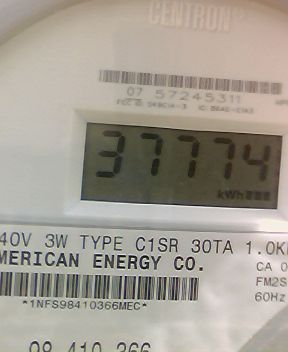 CENTRON
07 57245311
37774
kWh
40V 3W TYPE C1SR 30TA 1.0K
MERICAN ENERGY CO.
CA 0
FM2S
*1NFS98410366MEC*
60Hz
98 410 366